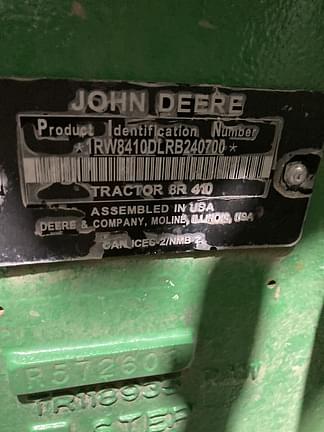 JOHN DEERE
Product Identification Number
*1RW8410DLRB240700*
TRACTOR 8R 410
ASSEMBLED IN USA
DEERE & COMPANY, MOLINE, ILLINOIS, USA
CAN ICES-2/NMB-2